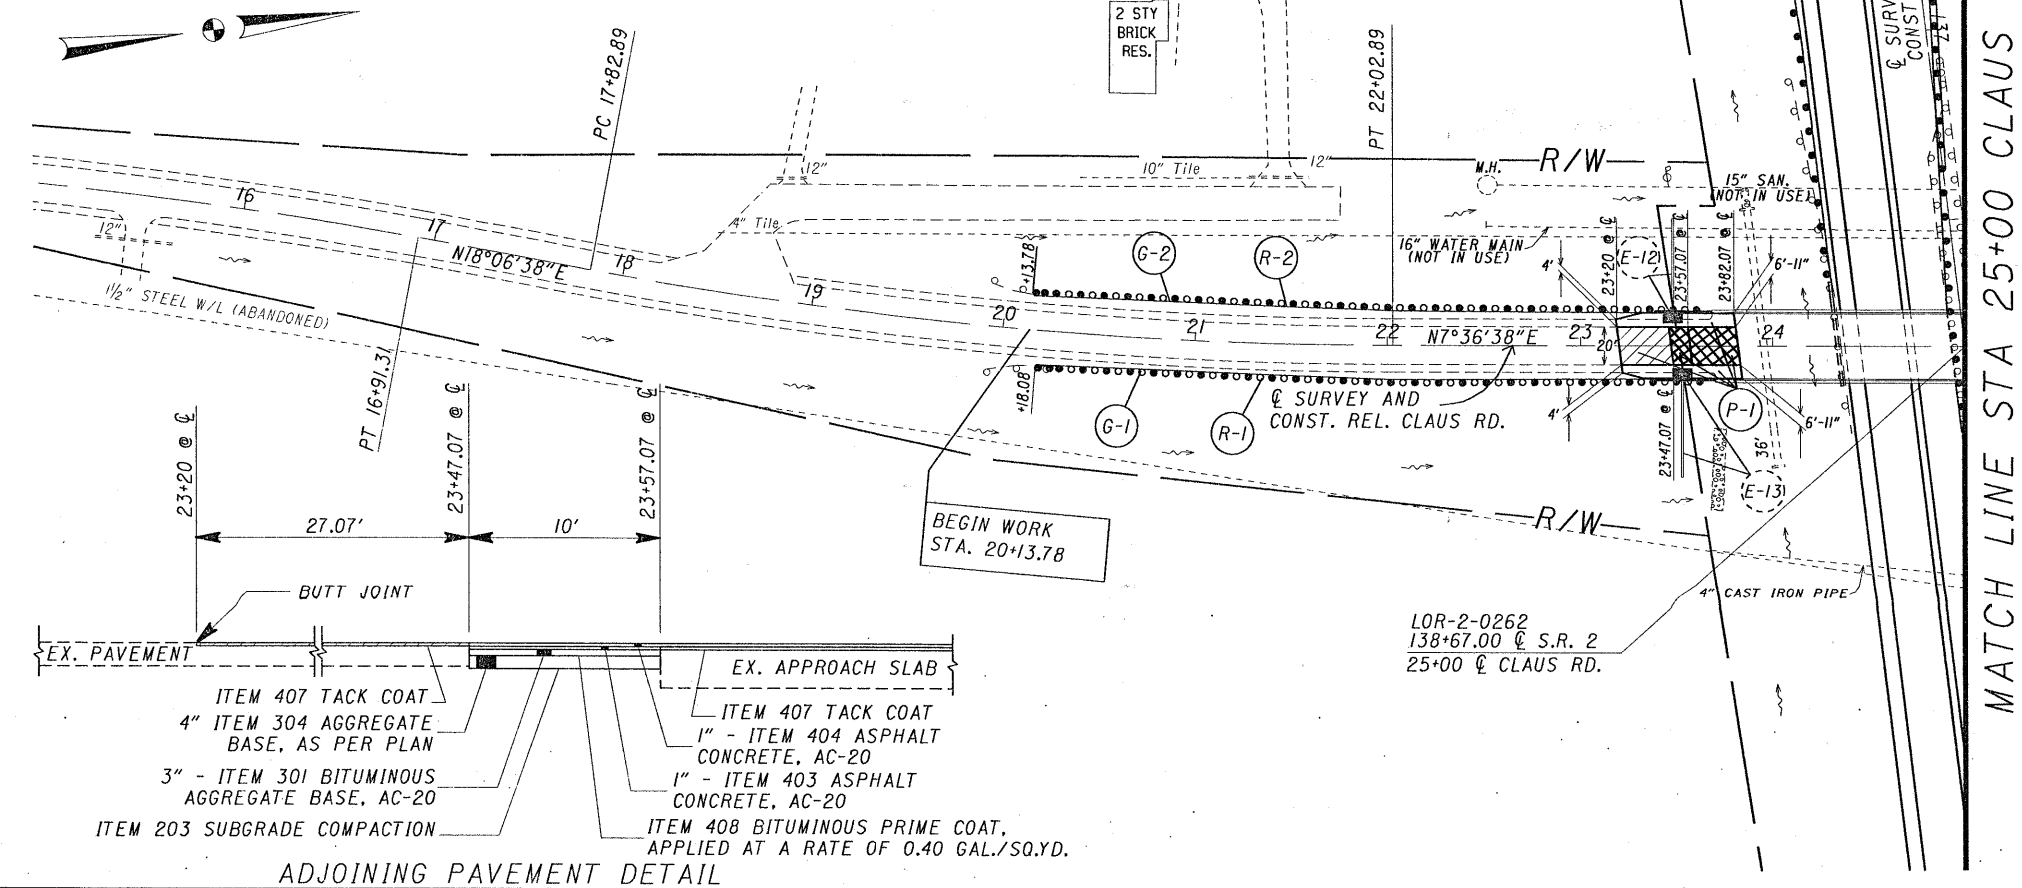 2 STY
BRICK
RES.
PC 17+82.89
PT 22+02.89
℄ SURV
CONST
137
MATCH LINE STA 25+00 CLAUS
R/W
M.H.
15" SAN.
(NOT IN USE)
12"
10" Tile
12"
4" Tile
16" WATER MAIN
(NOT IN USE)
16
17
18
19
20
21
22
23
24
12"
N18°06'38"E
N7°36'38"E
1½" STEEL W/L (ABANDONED)
PT 16+91.31
+13.78
+18.08
G-2
R-2
G-1
R-1
E-12
E-13
P-1
4'
23+20 @ ℄
23+57.07 @ ℄
23+82.07 @ ℄
6'-11"
20'
4'
23+47.07 @ ℄
36'
6'-11"
℄ SURVEY AND
CONST. REL. CLAUS RD.
R/W
4" CAST IRON PIPE
BEGIN WORK
STA. 20+13.78
LOR-2-0262
138+67.00 ℄ S.R. 2
25+00 ℄ CLAUS RD.
23+20 @ ℄
23+47.07 @ ℄
23+57.07 @ ℄
27.07'
10'
BUTT JOINT
EX. PAVEMENT
EX. APPROACH SLAB
ITEM 407 TACK COAT
4" ITEM 304 AGGREGATE
BASE, AS PER PLAN
3" - ITEM 301 BITUMINOUS
AGGREGATE BASE, AC-20
ITEM 203 SUBGRADE COMPACTION
ITEM 407 TACK COAT
1" - ITEM 404 ASPHALT
CONCRETE, AC-20
1" - ITEM 403 ASPHALT
CONCRETE, AC-20
ITEM 408 BITUMINOUS PRIME COAT,
APPLIED AT A RATE OF 0.40 GAL./SQ.YD.
ADJOINING PAVEMENT DETAIL